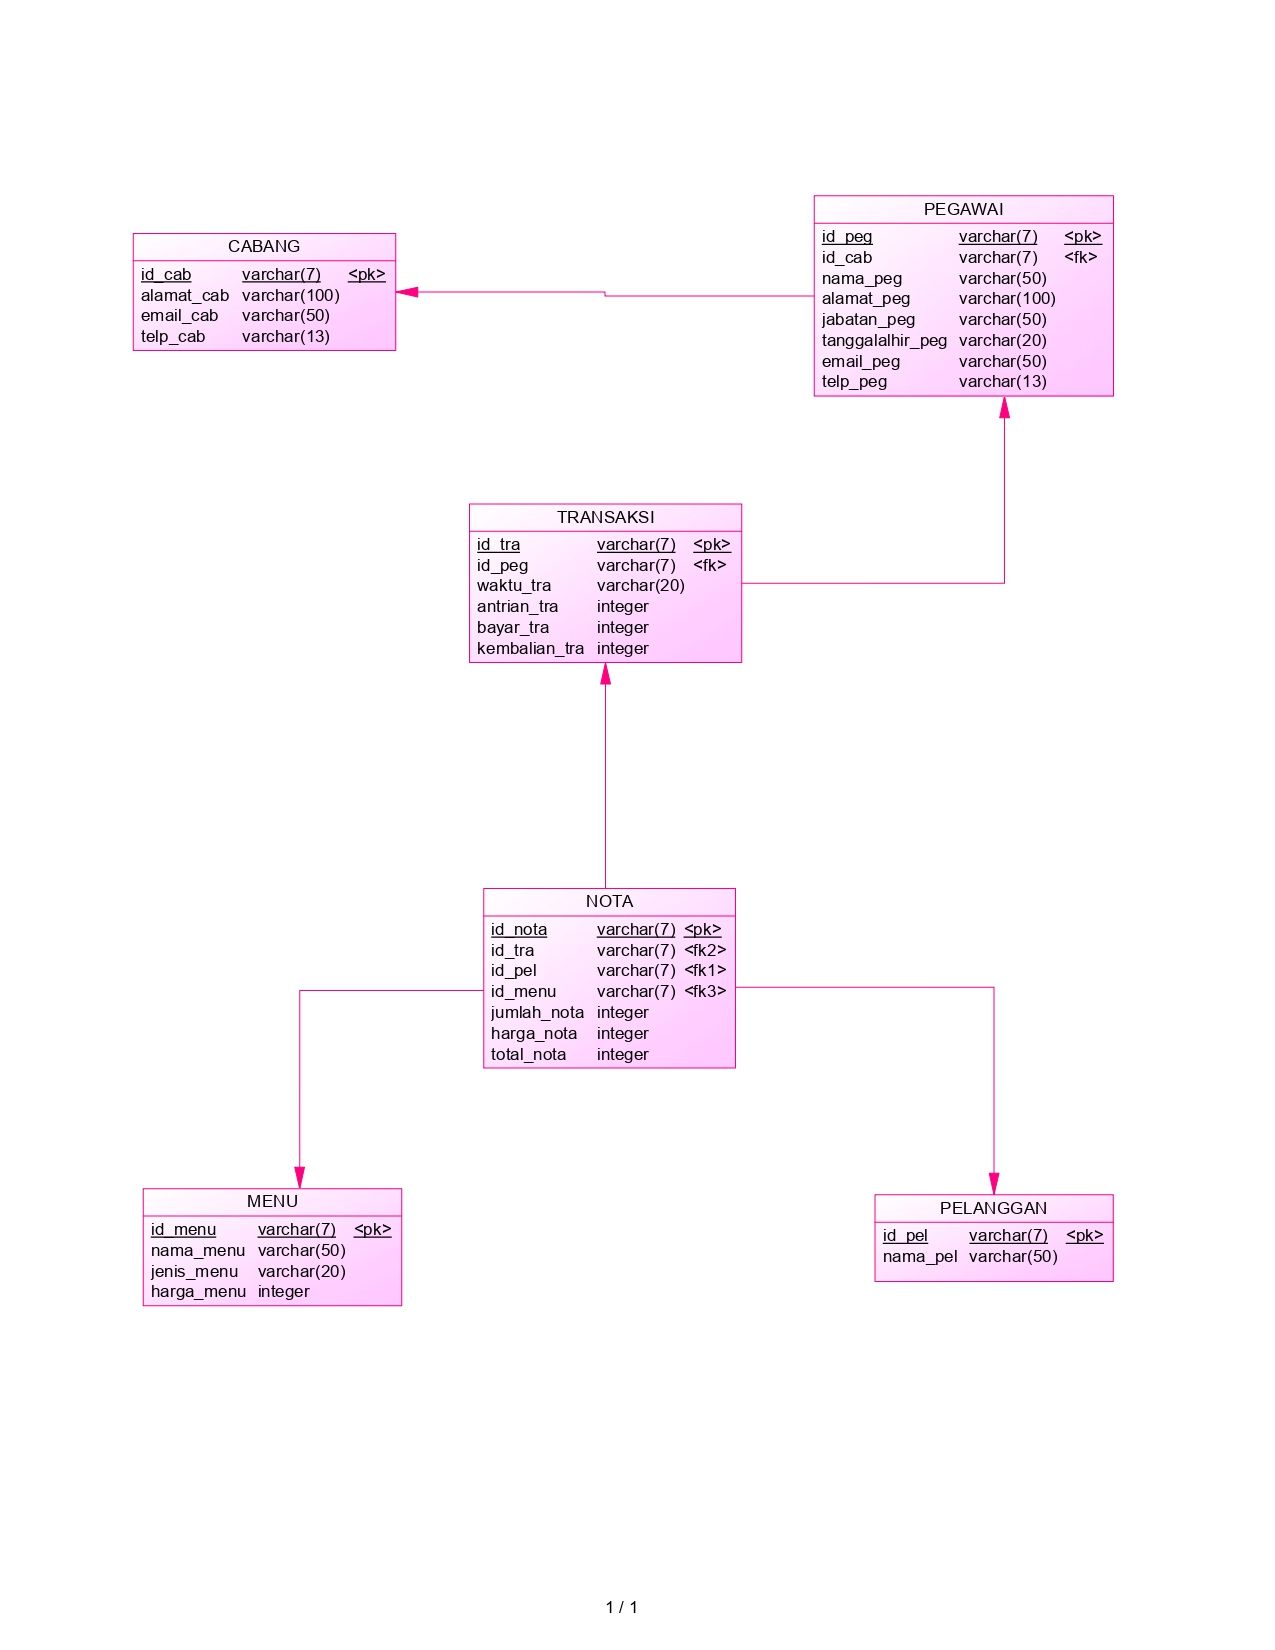 PEGAWAI
id_peg varchar(7) <pk>
id_cab varchar(7) <fk>
nama_peg varchar(50)
alamat_peg varchar(100)
jabatan_peg varchar(50)
tanggalalhir_peg varchar(20)
email_peg varchar(50)
telp_peg varchar(13)
CABANG
id_cab varchar(7) <pk>
alamat_cab varchar(100)
email_cab varchar(50)
telp_cab varchar(13)
TRANSAKSI
id_tra varchar(7) <pk>
id_peg varchar(7) <fk>
waktu_tra varchar(20)
antrian_tra integer
bayar_tra integer
kembalian_tra integer
NOTA
id_nota varchar(7) <pk>
id_tra varchar(7) <fk2>
id_pel varchar(7) <fk1>
id_menu varchar(7) <fk3>
jumlah_nota integer
harga_nota integer
total_nota integer
MENU
id_menu varchar(7) <pk>
nama_menu varchar(50)
jenis_menu varchar(20)
harga_menu integer
PELANGGAN
id_pel varchar(7) <pk>
nama_pel varchar(50)
1 / 1